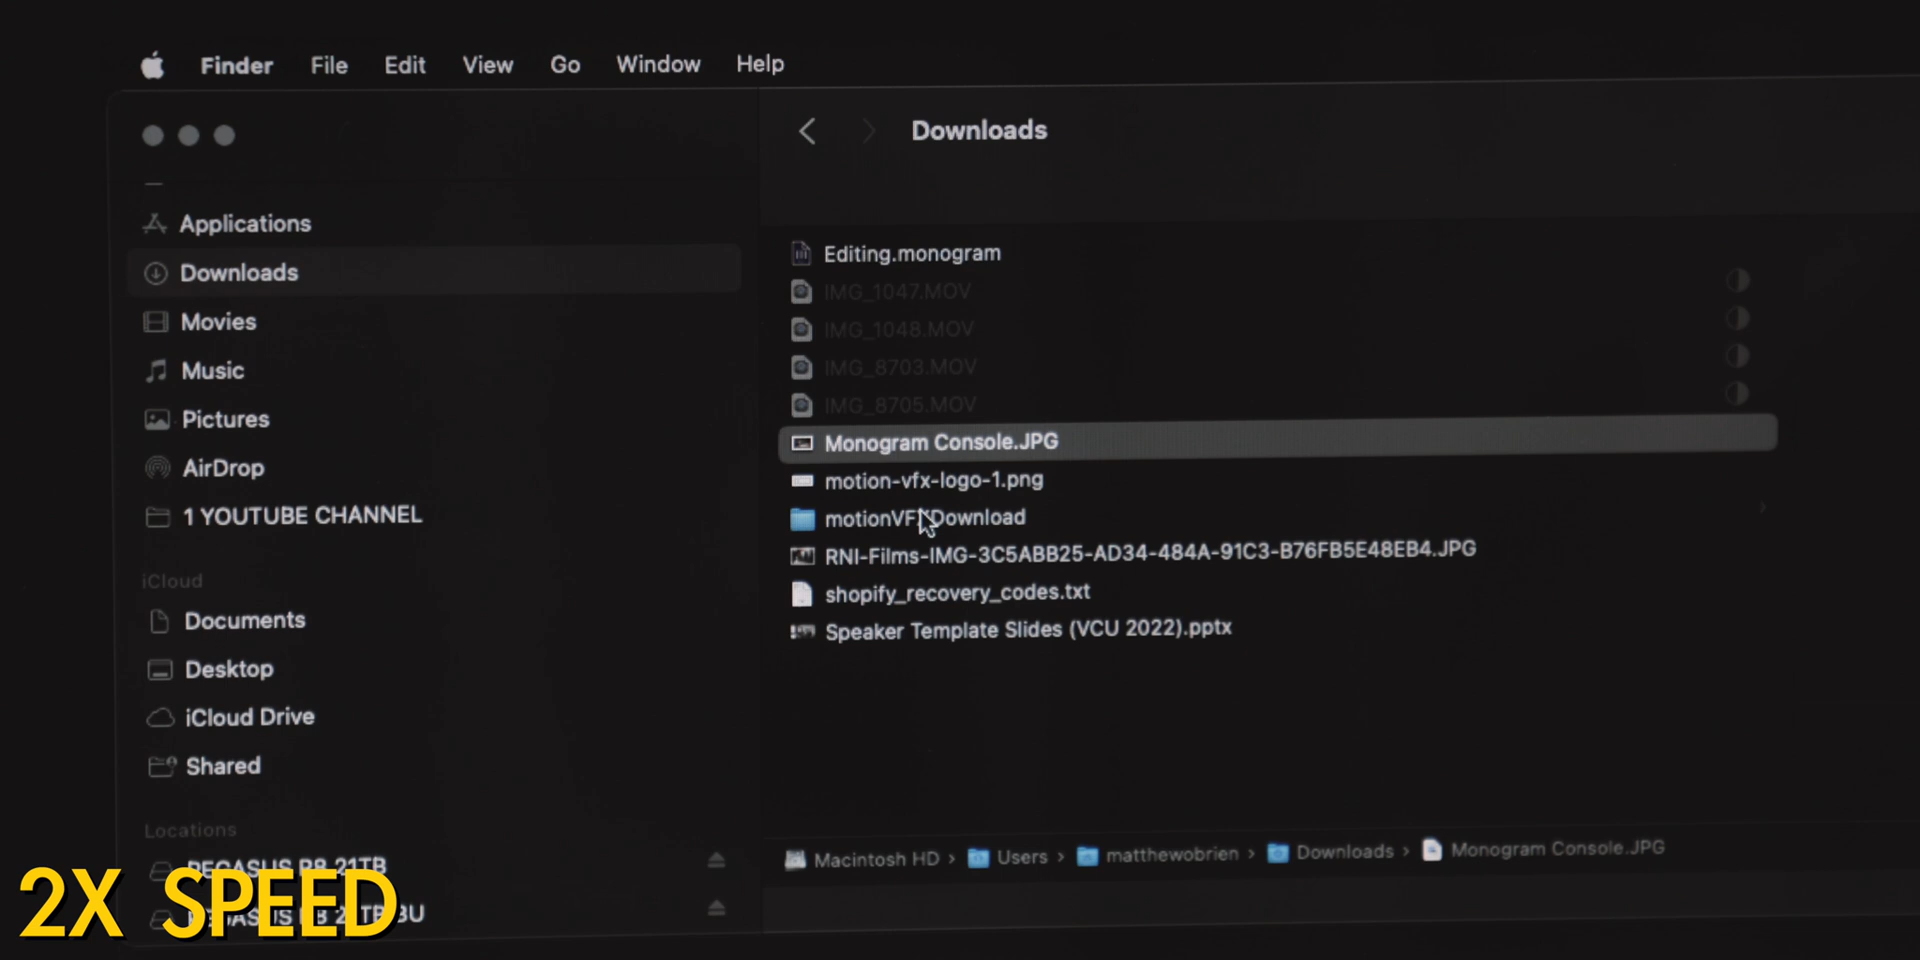 Finder File Edit View Go Window Help
Downloads
Applications
Downloads
Movies
Music
Pictures
AirDrop
1 YOUTUBE CHANNEL
iCloud
Documents
Desktop
iCloud Drive
Shared
Locations
PEGASUS R8 21TB
Editing.monogram
IMG_1047.MOV
IMG_1048.MOV
IMG_8703.MOV
IMG_8705.MOV
Monogram Console.JPG
motion-vfx-logo-1.png
motionVFX Download
RNI-Films-IMG-3C5ABB25-AD34-484A-91C3-B76FB5E48EB4.JPG
shopify_recovery_codes.txt
Speaker Template Slides (VCU 2022).pptx
Macintosh HD › Users › matthewobrien › Downloads › Monogram Console.JPG
2X SPEED